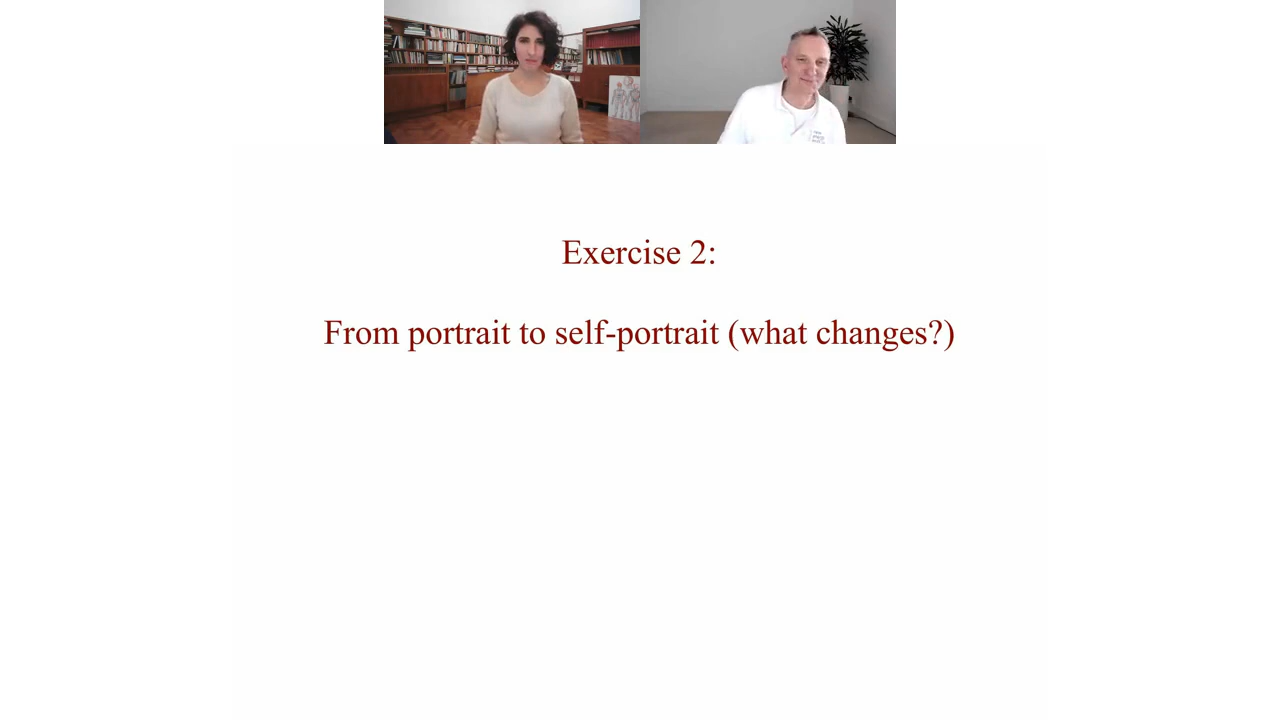 Exercise 2:
From portrait to self-portrait (what changes?)